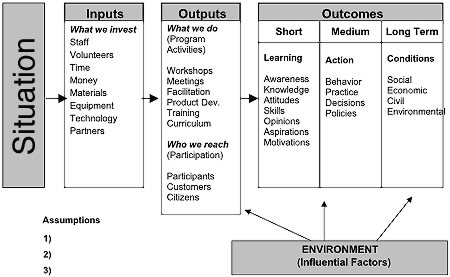 Situation
Inputs
What we invest
Staff
Volunteers
Time
Money
Materials
Equipment
Technology
Partners
Outputs
What we do
(Program
Activities)
Workshops
Meetings
Facilitation
Product Dev.
Training
Curriculum
Who we reach
(Participation)
Participants
Customers
Citizens
Outcomes
Short
Learning
Awareness
Knowledge
Attitudes
Skills
Opinions
Aspirations
Motivations
Medium
Action
Behavior
Practice
Decisions
Policies
Long Term
Conditions
Social
Economic
Civil
Environmental
Assumptions
1)
2)
3)
ENVIRONMENT
(Influential Factors)